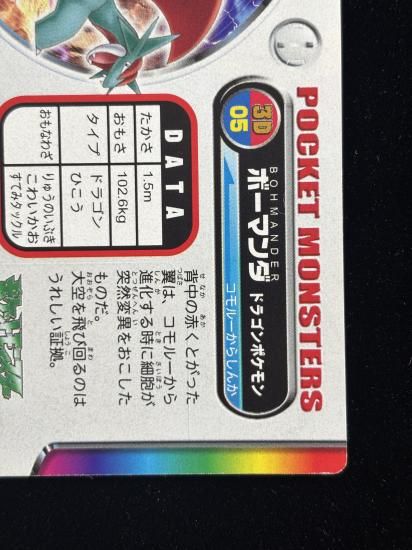 POCKET MONSTERS
3D
05
BOHMANDER
ボーマンダ ドラゴンポケモン
コモルーからしんか
DATA
たかさ 1.5m
おもさ 102.6kg
タイプ ドラゴン ひこう
おもなわざ りゅうのいぶき
こわいかお
すてみタックル
背中の赤くとがった
翼は、コモルーから
進化する時に細胞が
突然変異をおこした
ものだ。
大空を飛び回るのは
うれしい証拠。